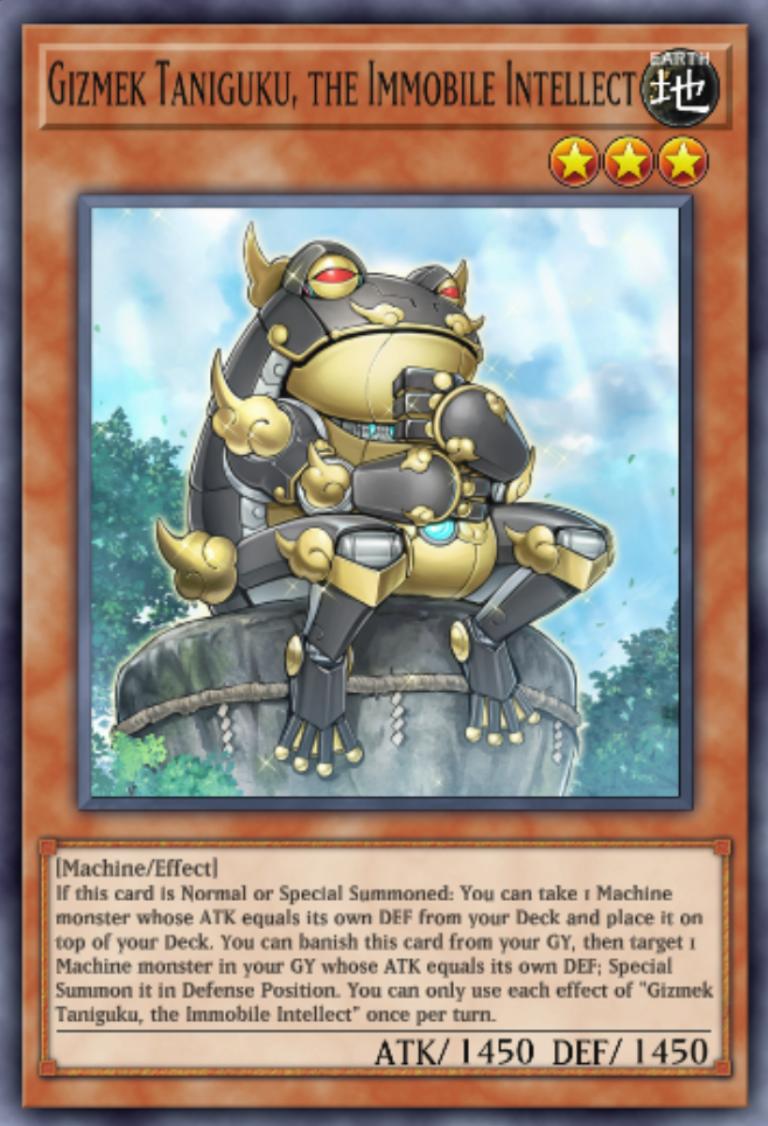 Gizmek Taniguku, the Immobile Intellect
EARTH
地
[Machine/Effect]
If this card is Normal or Special Summoned: You can take 1 Machine
monster whose ATK equals its own DEF from your Deck and place it on
top of your Deck. You can banish this card from your GY, then target 1
Machine monster in your GY whose ATK equals its own DEF; Special
Summon it in Defense Position. You can only use each effect of "Gizmek
Taniguku, the Immobile Intellect" once per turn.
ATK/ 1450 DEF/ 1450